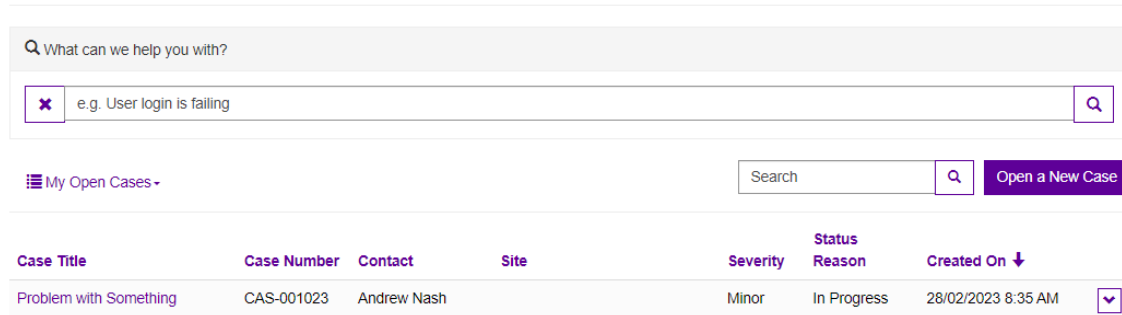 What can we help you with?
e.g. User login is failing
My Open Cases
Search
Open a New Case
Case Title Case Number Contact Site Severity Status Reason Created On
Problem with Something CAS-001023 Andrew Nash Minor In Progress 28/02/2023 8:35 AM